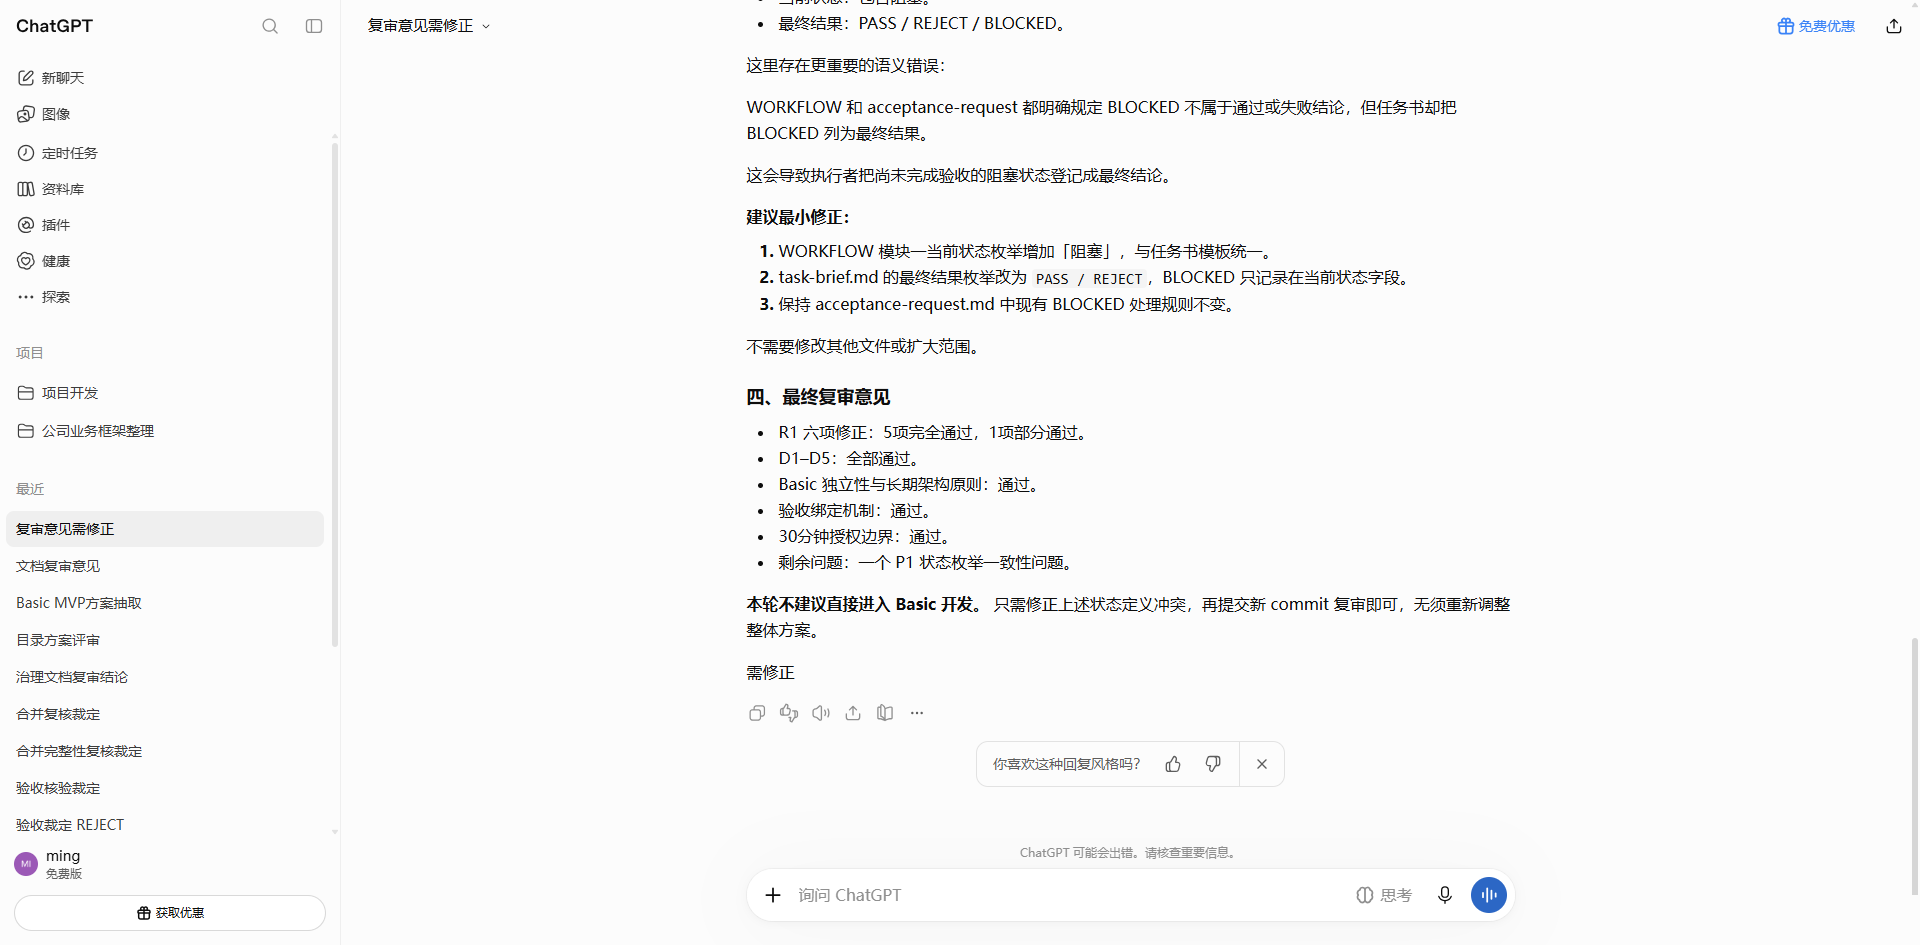 ChatGPT
新聊天
图像
定时任务
资料库
插件
健康
探索
项目
项目开发
公司业务框架整理
最近
复审意见需修正
文档复审意见
Basic MVP方案抽取
目录方案评审
治理文档复审结论
合并复核裁定
合并完整性复核裁定
验收核验裁定
验收裁定 REJECT
MI
ming
免费版
获取优惠
复审意见需修正
免费优惠
• 最终结果：PASS / REJECT / BLOCKED。
这里存在更重要的语义错误：
WORKFLOW 和 acceptance-request 都明确规定 BLOCKED 不属于通过或失败结论，但任务书却把
BLOCKED 列为最终结果。
这会导致执行者把尚未完成验收的阻塞状态登记成最终结论。
建议最小修正：
1. WORKFLOW 模块一当前状态枚举增加「阻塞」，与任务书模板统一。
2. task-brief.md 的最终结果枚举改为 PASS / REJECT，BLOCKED 只记录在当前状态字段。
3. 保持 acceptance-request.md 中现有 BLOCKED 处理规则不变。
不需要修改其他文件或扩大范围。
四、最终复审意见
• R1 六项修正：5项完全通过，1项部分通过。
• D1–D5：全部通过。
• Basic 独立性与长期架构原则：通过。
• 验收绑定机制：通过。
• 30分钟授权边界：通过。
• 剩余问题：一个 P1 状态枚举一致性问题。
本轮不建议直接进入 Basic 开发。 只需修正上述状态定义冲突，再提交新 commit 复审即可，无须重新调整
整体方案。
需修正
你喜欢这种回复风格吗？
ChatGPT 可能会出错。请核查重要信息。
询问 ChatGPT
思考